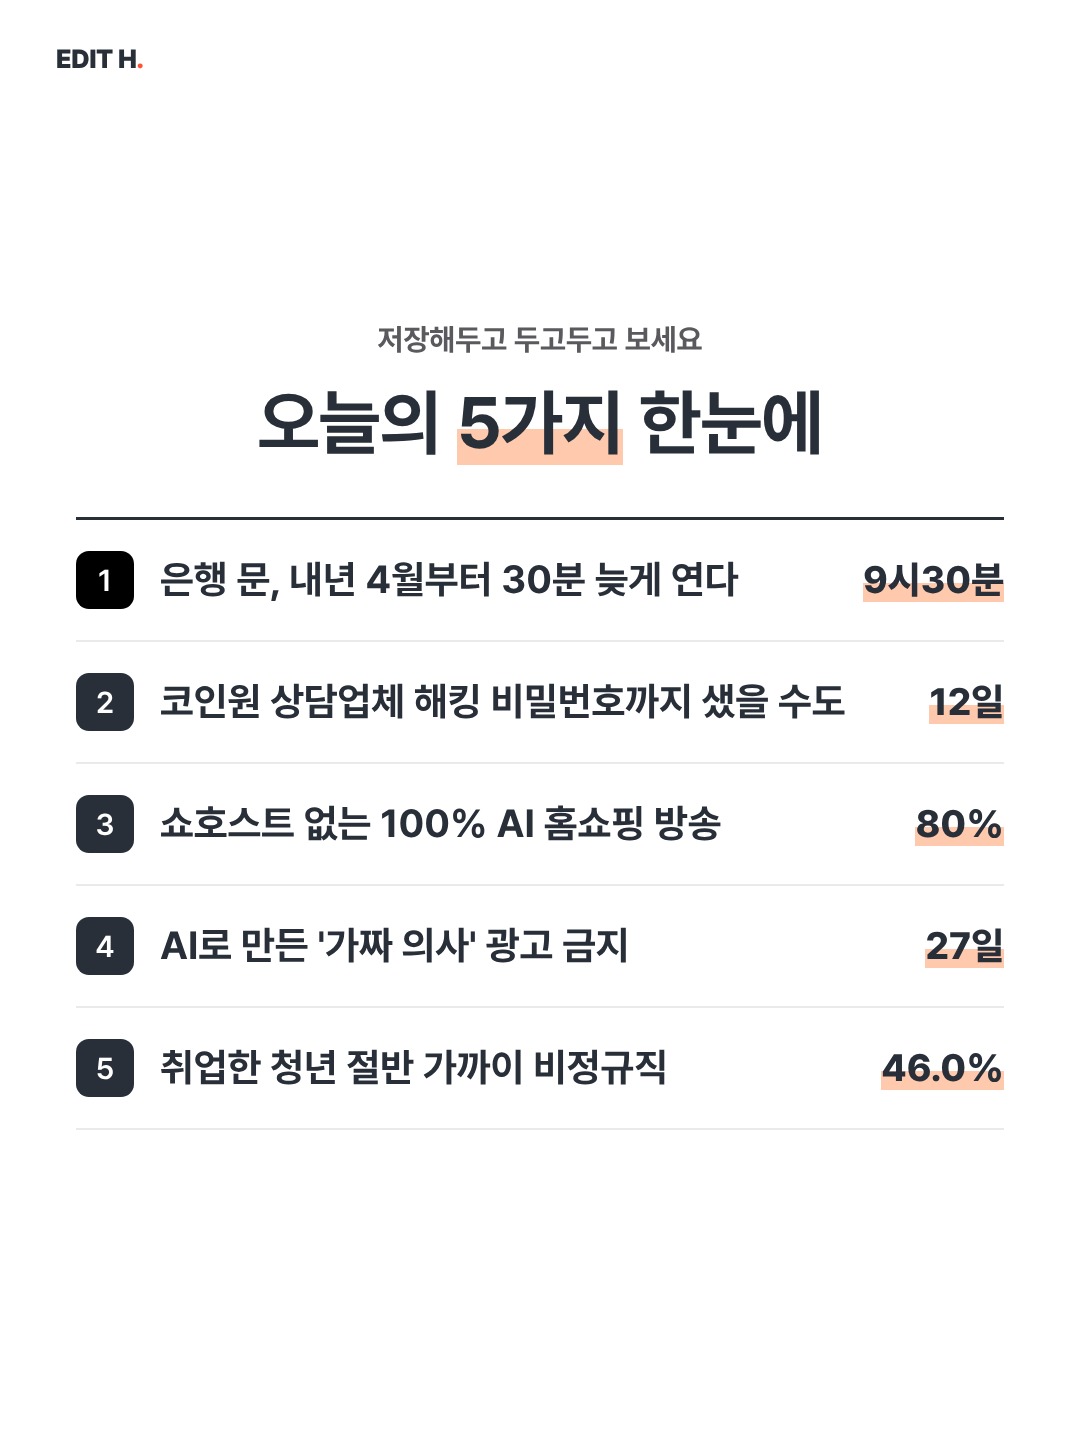 EDIT H.
저장해두고 두고두고 보세요
오늘의 5가지 한눈에
1 은행 문, 내년 4월부터 30분 늦게 연다 9시30분
2 코인원 상담업체 해킹 비밀번호까지 샜을 수도 12일
3 쇼호스트 없는 100% AI 홈쇼핑 방송 80%
4 AI로 만든 '가짜 의사' 광고 금지 27일
5 취업한 청년 절반 가까이 비정규직 46.0%